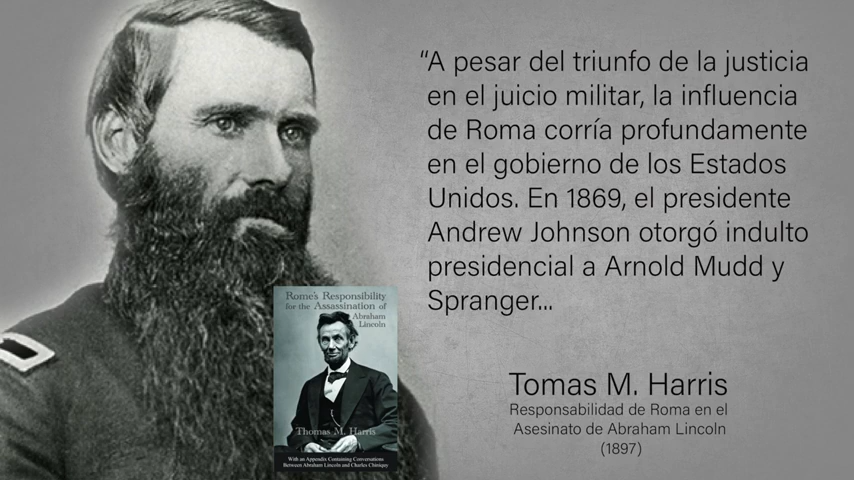 “A pesar del triunfo de la justicia
en el juicio militar, la influencia
de Roma corría profundamente
en el gobierno de los Estados
Unidos. En 1869, el presidente
Andrew Johnson otorgó indulto
presidencial a Arnold Mudd y
Spranger...
Tomas M. Harris
Responsabilidad de Roma en el
Asesinato de Abraham Lincoln
(1897)
Rome's Responsibility
for the Assassination of
Abraham
Lincoln
Thomas M. Harris
With an Appendix Containing Conversations
Between Abraham Lincoln and Charles Chiniquy